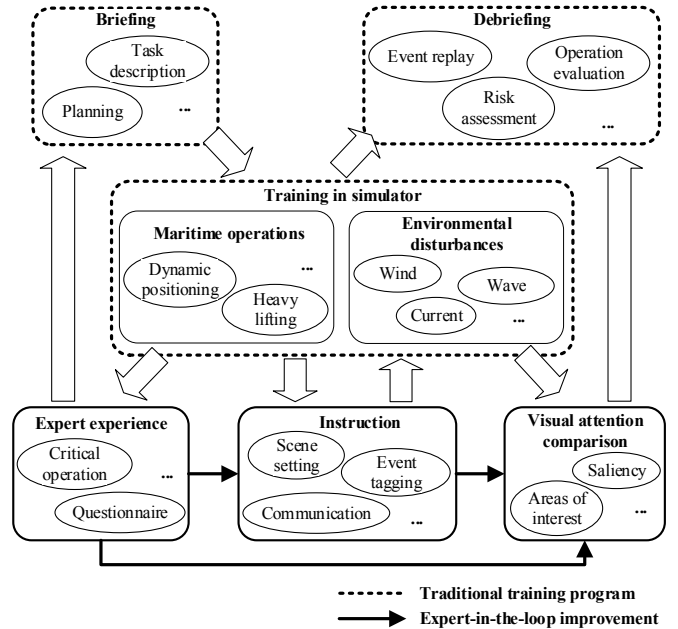 Briefing
Task
description
Planning
...
Debriefing
Event replay
Operation
evaluation
Risk
assessment
...
Training in simulator
Maritime operations
Dynamic
positioning
...
Heavy
lifting
Environmental
disturbances
Wind
Wave
Current
...
Expert experience
Critical
operation
...
Questionnaire
Instruction
Scene
setting
Event
tagging
Communication
...
Visual attention
comparison
Saliency
Areas of
interest
...
Traditional training program
Expert-in-the-loop improvement